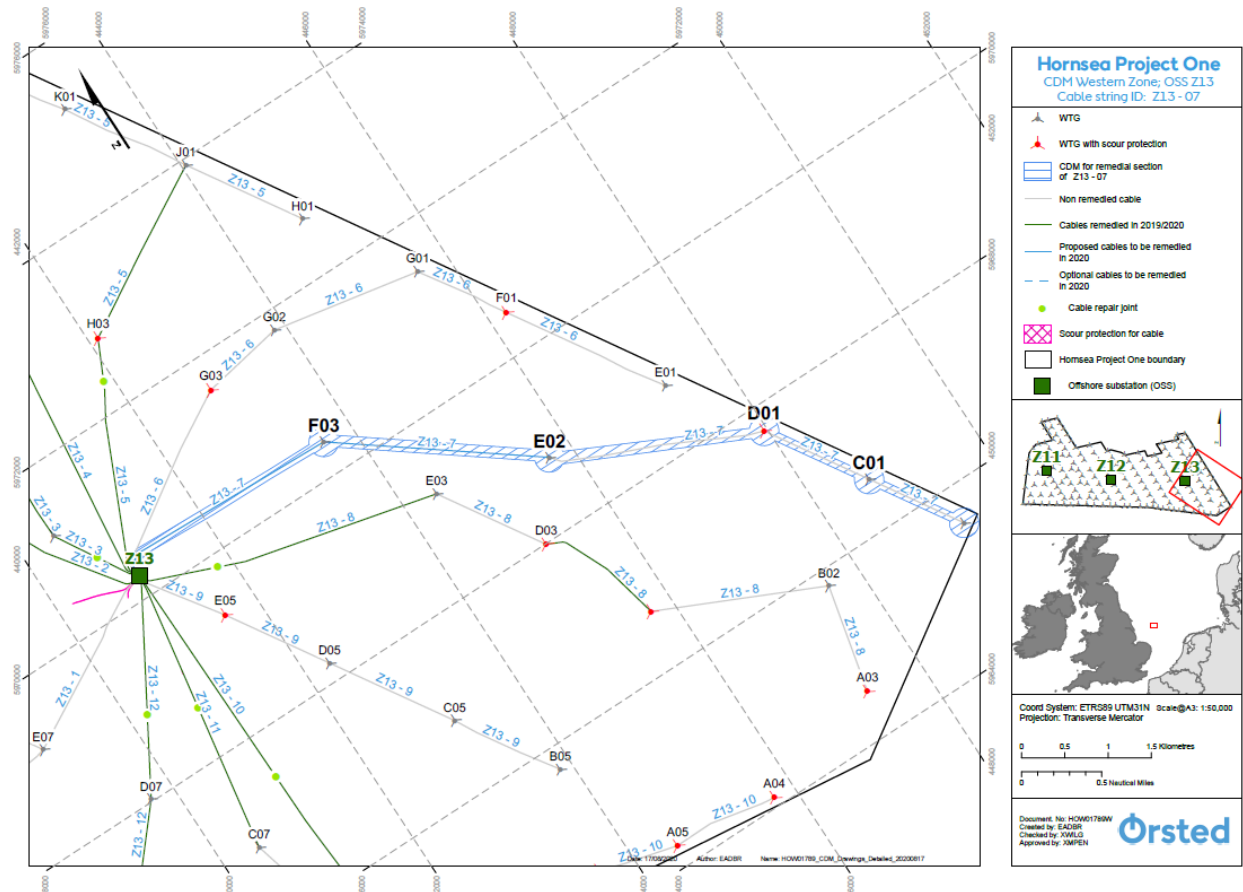 5976000
444000
446000
5974000
448000
5972000
450000
452000
5970000
5976000
442000
5972000
440000
5970000
452000
5968000
450000
5964000
448000
K01
Z13 - 5
J01
Z13 - 5
H01
G01
Z13 - 6
F01
Z13 - 6
Z13 - 6
E01
Z13 - 5
H03
G02
Z13 - 6
G03
D01
F03
Z13 - 7
E02
Z13 - 7
Z13 - 7
C01
Z13 - 7
Z13 - 4
Z13 - 5
Z13 - 6
Z13 - 7
E03
Z13 - 8
Z13 - 8
D03
Z13 - 3
Z13 - 3
Z13 - 2
Z13
Z13 - 8
B02
Z13 - 8
Z13 - 8
Z13 - 9
E05
Z13 - 9
D05
Z13 - 9
C05
Z13 - 9
B05
A03
Z13 - 1
Z13 - 12
Z13 - 11
Z13 - 10
E07
D07
Z13 - 12
C07
A04
Z13 - 10
A05
Z13 - 10
Author: EADBR
Name: HOW01789_CDM_Drawings_Detailed_20200817
Hornsea Project One
CDM Western Zone; OSS Z13
Cable string ID: Z13 - 07
WTG
WTG with scour protection
CDM for remedial section
of Z13 - 07
Non remedied cable
Cables remedied in 2019/2020
Proposed cables to be remedied
in 2020
Optional cables to be remedied
in 2020
Cable repair joint
Scour protection for cable
Hornsea Project One boundary
Offshore substation (OSS)
Z11
Z12
Z13
Coord System: ETRS89 UTM31N Scale@A3: 1:50,000
Projection: Transverse Mercator
0 0.5 1 1.5 Kilometres
0 0.5 Nautical Miles
Document. No: HOW01789W
Created by: EADBR
Checked by: XWILG
Approved by: XMPEN
Ørsted